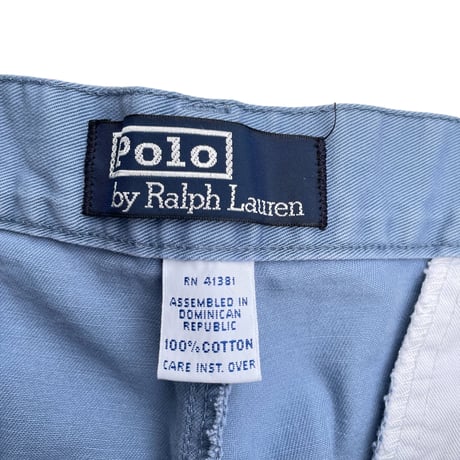 Polo
by Ralph Lauren
RN 41381
ASSEMBLED IN
DOMINICAN
REPUBLIC
100% COTTON
CARE INST. OVER